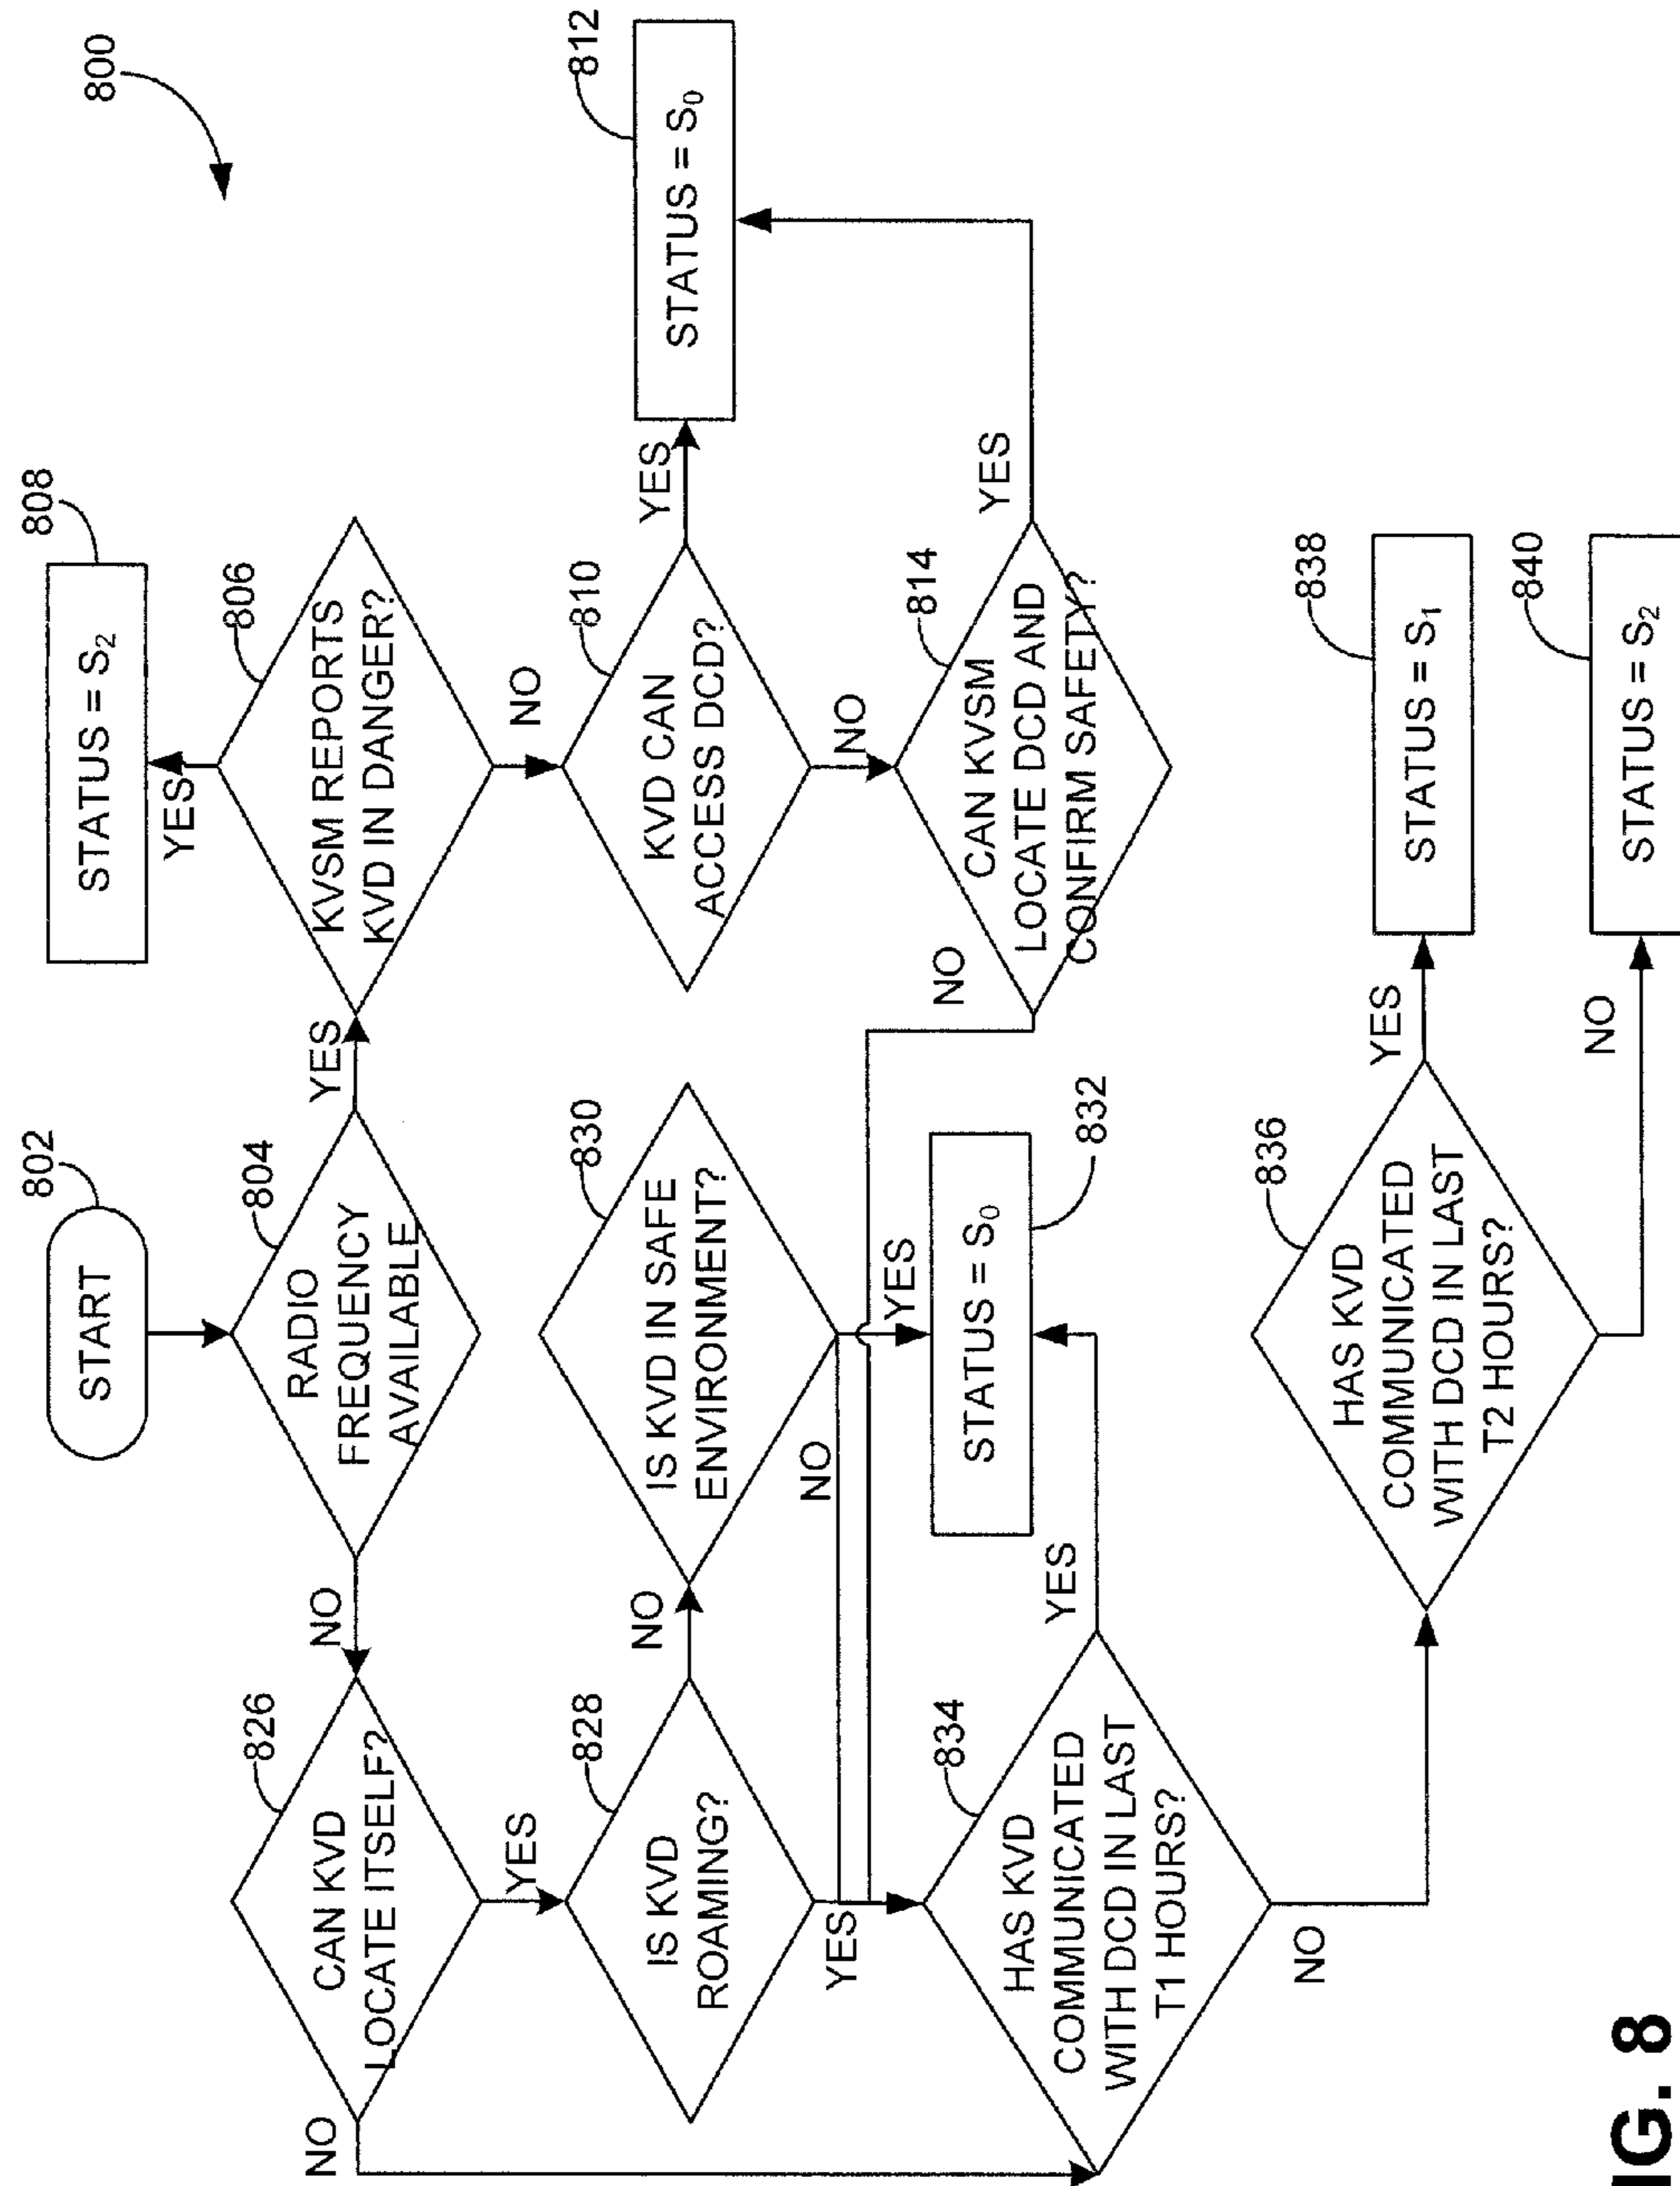 800
802
START
804
RADIO
FREQUENCY
AVAILABLE
YES
NO
806
KVSM REPORTS
KVD IN DANGER?
YES
808
STATUS = S₂
NO
810
KVD CAN
ACCESS DCD?
YES
812
STATUS = S₀
NO
814
CAN KVSM
LOCATE DCD AND
CONFIRM SAFETY?
YES
NO
826
CAN KVD
LOCATE ITSELF?
NO
YES
828
IS KVD
ROAMING?
NO
YES
830
IS KVD IN SAFE
ENVIRONMENT?
NO
YES
832
STATUS = S₀
834
HAS KVD
COMMUNICATED
WITH DCD IN LAST
T1 HOURS?
YES
NO
836
HAS KVD
COMMUNICATED
WITH DCD IN LAST
T2 HOURS?
YES
838
STATUS = S₁
NO
840
STATUS = S₂
IG. 8